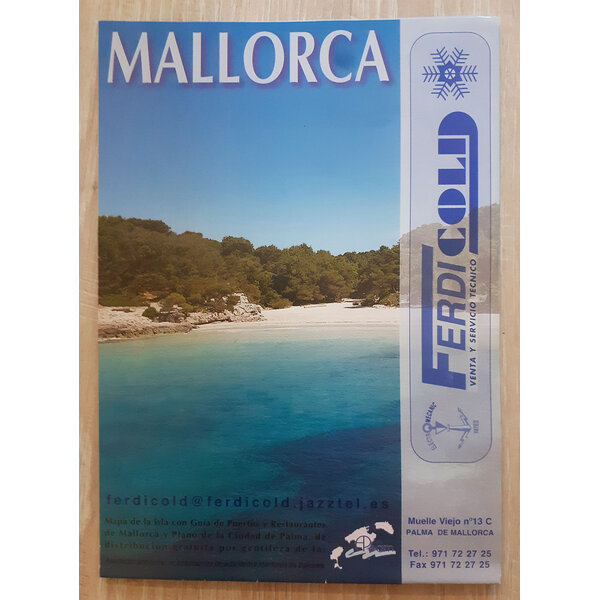 MALLORCA
FERDICOLD
VENTA Y SERVICIO TECNICO
ferdicold@ferdicold.jazztel.es
Mapa de la isla con Guía de Puertos y Restaurantes
de Mallorca y Plano de la Ciudad de Palma, de
distribución gratuita por gentileza de las
Muelle Viejo nº13 C
PALMA DE MALLORCA
Tel.: 971 72 27 25
Fax 971 72 27 25